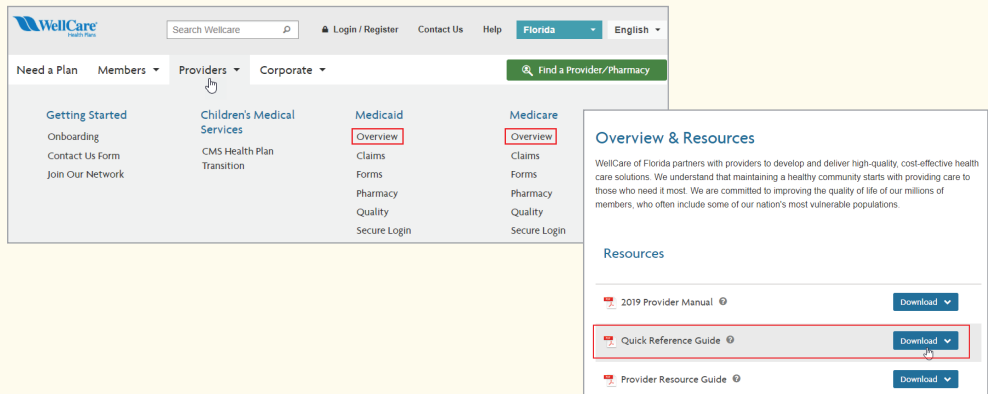 WellCare
Health Plans
Search Wellcare
Login / Register
Contact Us
Help
Florida
English
Need a Plan
Members
Providers
Corporate
Find a Provider/Pharmacy
Getting Started
Onboarding
Contact Us Form
Join Our Network
Children's Medical
Services
CMS Health Plan
Transition
Medicaid
Overview
Claims
Forms
Pharmacy
Quality
Secure Login
Medicare
Overview
Claims
Forms
Pharmacy
Quality
Secure Login
Overview & Resources
WellCare of Florida partners with providers to develop and deliver high-quality, cost-effective health
care solutions. We understand that maintaining a healthy community starts with providing care to
those who need it most. We are committed to improving the quality of life of our millions of
members, who often include some of our nation's most vulnerable populations.
Resources
2019 Provider Manual
Download
Quick Reference Guide
Download
Provider Resource Guide
Download